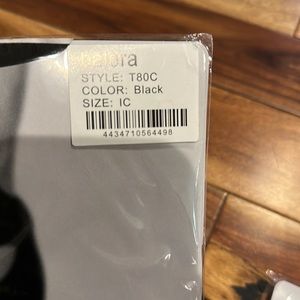 STYLE: T80C
COLOR: Black
SIZE: IC
4434710564498